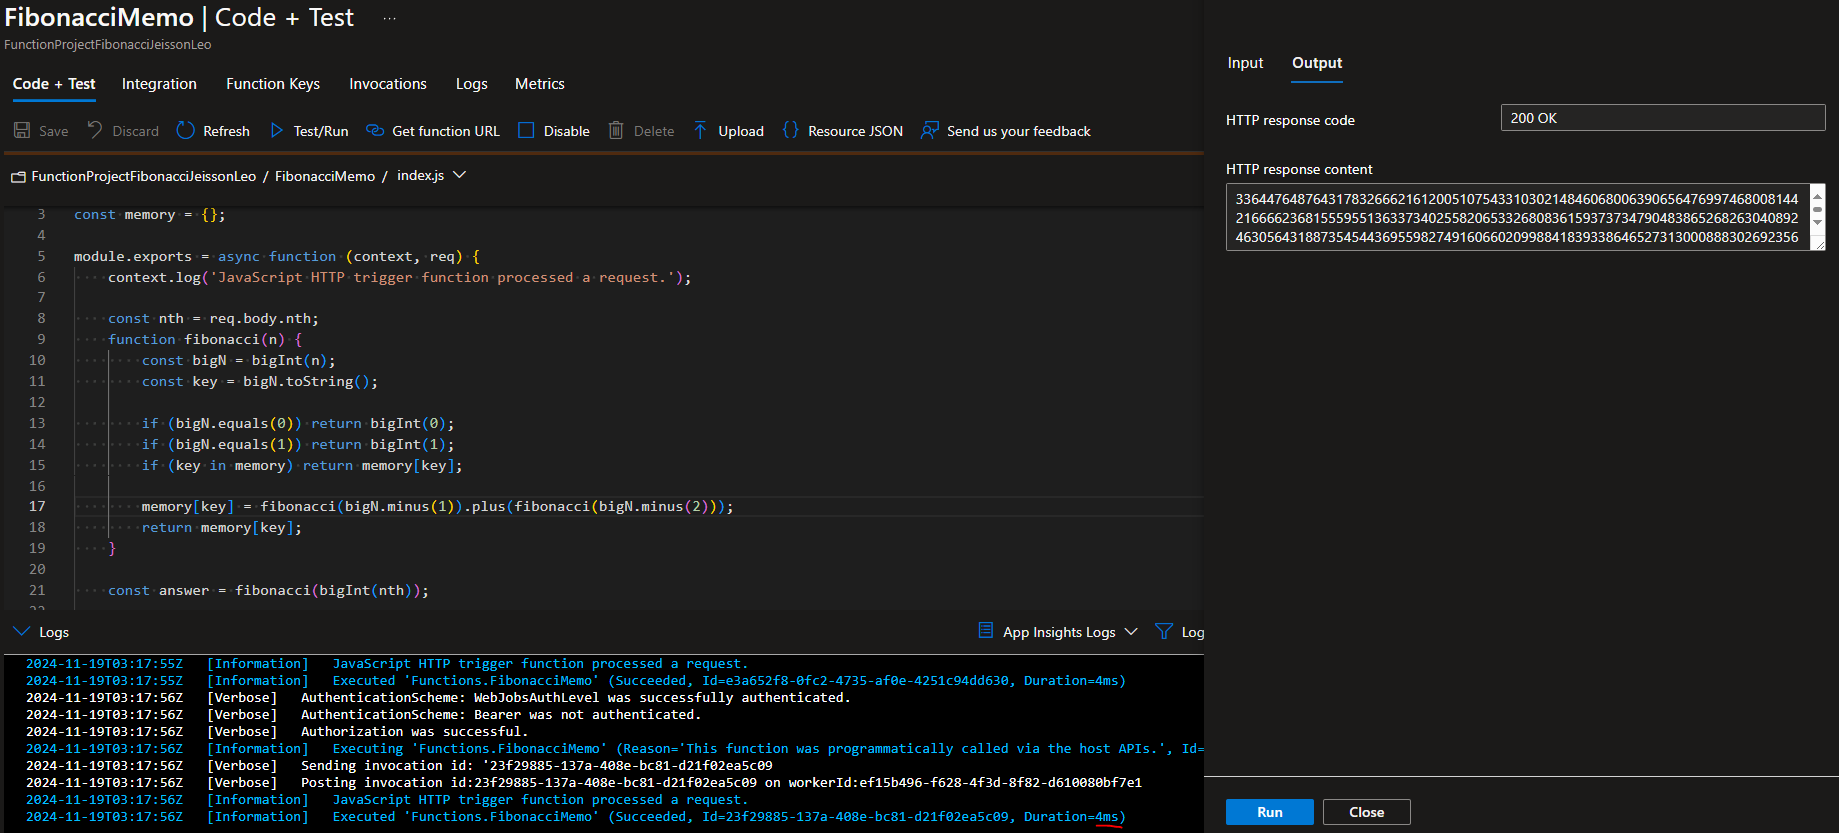 FibonacciMemo | Code + Test ...
FunctionProjectFibonacciJeissonLeo
Code + Test Integration Function Keys Invocations Logs Metrics
Save Discard Refresh Test/Run Get function URL Disable Delete Upload Resource JSON Send us your feedback
FunctionProjectFibonacciJeissonLeo / FibonacciMemo / index.js
3 const memory = {};
4
5 module.exports = async function (context, req) {
6 context.log('JavaScript HTTP trigger function processed a request.');
7
8 const nth = req.body.nth;
9 function fibonacci(n) {
10 const bigN = bigInt(n);
11 const key = bigN.toString();
12
13 if (bigN.equals(0)) return bigInt(0);
14 if (bigN.equals(1)) return bigInt(1);
15 if (key in memory) return memory[key];
16
17 memory[key] = fibonacci(bigN.minus(1)).plus(fibonacci(bigN.minus(2)));
18 return memory[key];
19 }
20
21 const answer = fibonacci(bigInt(nth));
Logs App Insights Logs Log
2024-11-19T03:17:55Z [Information] JavaScript HTTP trigger function processed a request.
2024-11-19T03:17:55Z [Information] Executed 'Functions.FibonacciMemo' (Succeeded, Id=e3a652f8-0fc2-4735-af0e-4251c94dd630, Duration=4ms)
2024-11-19T03:17:56Z [Verbose] AuthenticationScheme: WebJobsAuthLevel was successfully authenticated.
2024-11-19T03:17:56Z [Verbose] AuthenticationScheme: Bearer was not authenticated.
2024-11-19T03:17:56Z [Verbose] Authorization was successful.
2024-11-19T03:17:56Z [Information] Executing 'Functions.FibonacciMemo' (Reason='This function was programmatically called via the host APIs.', Id=
2024-11-19T03:17:56Z [Verbose] Sending invocation id: '23f29885-137a-408e-bc81-d21f02ea5c09
2024-11-19T03:17:56Z [Verbose] Posting invocation id:23f29885-137a-408e-bc81-d21f02ea5c09 on workerId:ef15b496-f628-4f3d-8f82-d610080bf7e1
2024-11-19T03:17:56Z [Information] JavaScript HTTP trigger function processed a request.
2024-11-19T03:17:56Z [Information] Executed 'Functions.FibonacciMemo' (Succeeded, Id=23f29885-137a-408e-bc81-d21f02ea5c09, Duration=4ms)
Input Output
HTTP response code 200 OK
HTTP response content
33644764876431783266621612005107543310302148460680063906564769974680081442
1666623681555955136337340255820653326808361593737347904838652682630408924
63056431887354544369559827491606602099884183933864652731300088830269235
Run Close